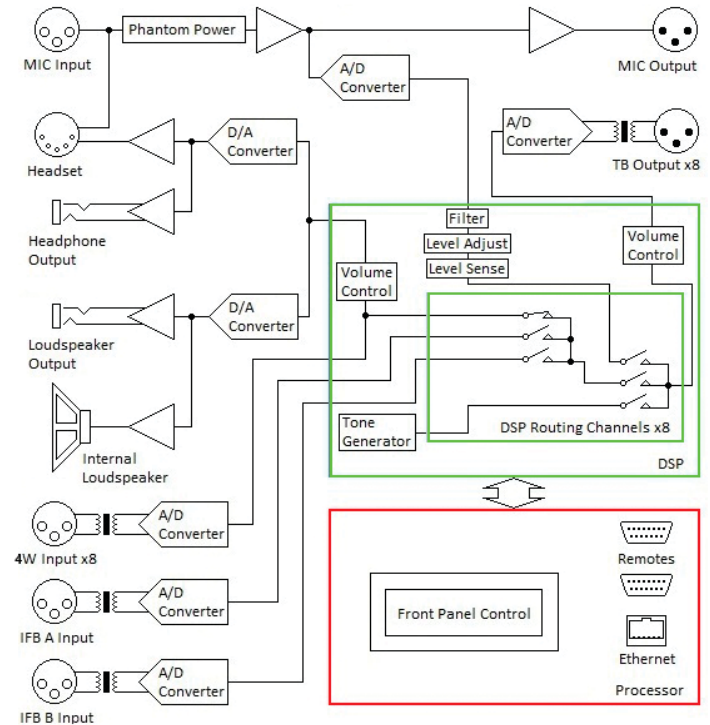 MIC Input
Phantom Power
MIC Output
A/D
Converter
Headset
D/A
Converter
A/D
Converter
TB Output x8
Headphone
Output
Filter
Level Adjust
Level Sense
Volume
Control
Volume
Control
Loudspeaker
Output
D/A
Converter
Internal
Loudspeaker
Tone
Generator
DSP Routing Channels x8
DSP
4W Input x8
A/D
Converter
IFB A Input
A/D
Converter
IFB B Input
A/D
Converter
Front Panel Control
Remotes
Ethernet
Processor